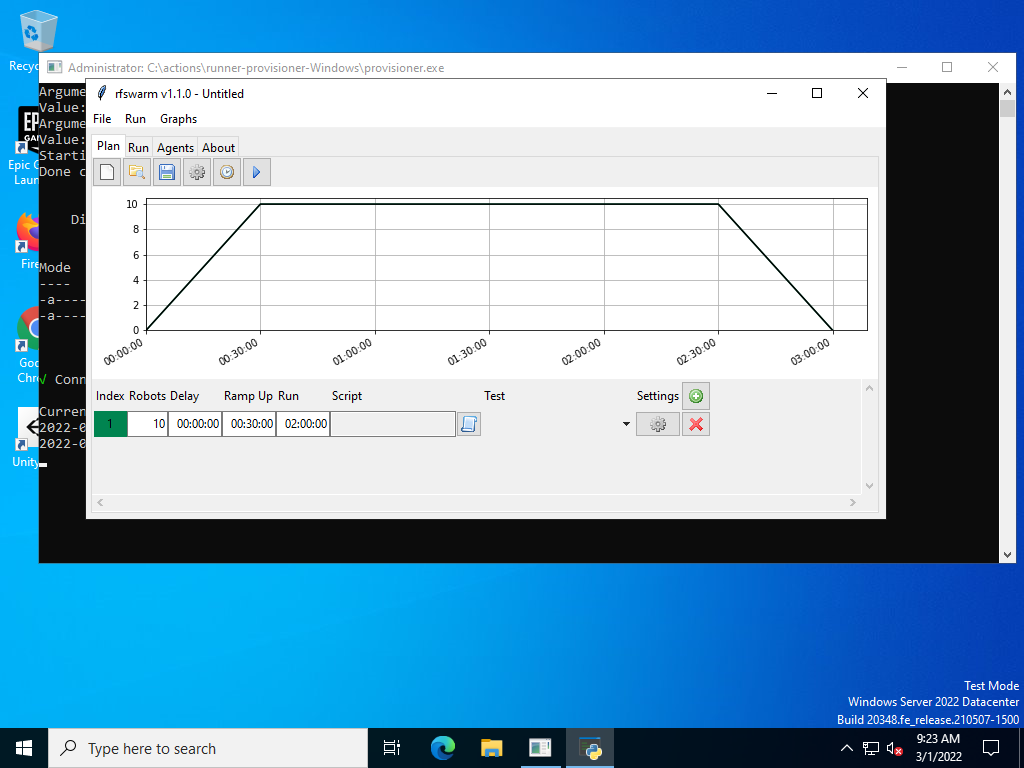 Administrator: C:\actions\runner-provisioner-Windows\provisioner.exe
Argume
Value:
Argume
Value:
Starti
Done c
Di
Mode
----
-a----
-a----
√ Conn
Curren
2022-0
2022-0
rfswarm v1.1.0 - Untitled
File Run Graphs
Plan Run Agents About
10
8
6
4
2
0
00:00:00 00:30:00 01:00:00 01:30:00 02:00:00 02:30:00 03:00:00
Index Robots Delay Ramp Up Run Script Test Settings
1 10 00:00:00 00:30:00 02:00:00
Recyc
EPIC
GA
Epic G
Laun
Fire
Goo
Chr
Unity
Test Mode
Windows Server 2022 Datacenter
Build 20348.fe_release.210507-1500
Type here to search
9:23 AM
3/1/2022